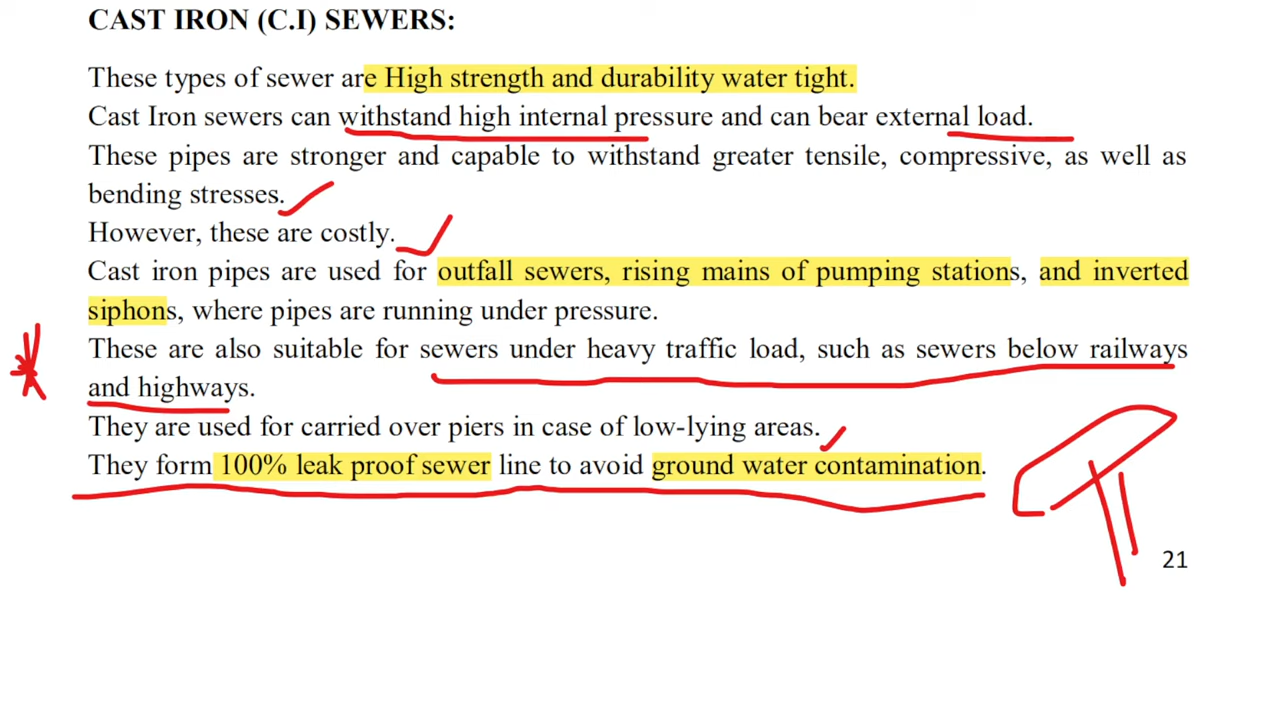 CAST IRON (C.I) SEWERS:
These types of sewer are High strength and durability water tight.
Cast Iron sewers can withstand high internal pressure and can bear external load.
These pipes are stronger and capable to withstand greater tensile, compressive, as well as
bending stresses.
However, these are costly.
Cast iron pipes are used for outfall sewers, rising mains of pumping stations, and inverted
siphons, where pipes are running under pressure.
These are also suitable for sewers under heavy traffic load, such as sewers below railways
and highways.
They are used for carried over piers in case of low-lying areas.
They form 100% leak proof sewer line to avoid ground water contamination.
21